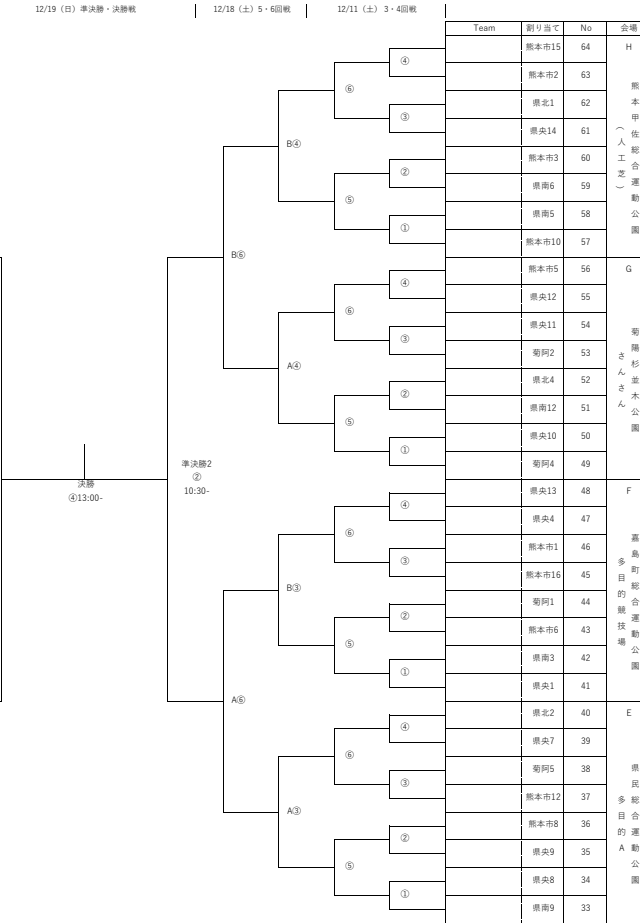 12/19（日）準決勝・決勝戦 12/18（土）5・6回戦 12/11（土） 3・4回戦
Team 割り当て No 会場
熊本市15 64 H
④
熊本市2 63
⑥
県北1 62
③
県央14 61
B④
熊本市3 60
②
県南6 59
⑤
県南5 58
①
熊本市10 57
熊本甲佐総合運動公園
（人工芝）
B⑥
熊本市5 56 G
④
県央12 55
⑥
県央11 54
③
菊阿2 53
A④
県北4 52
②
県南12 51
⑤
県央10 50
①
菊阿4 49
菊陽杉並木公園
さんさん
決勝
④13:00-
準決勝2
②
10:30-
県央13 48 F
④
県央4 47
⑥
熊本市1 46
③
熊本市16 45
B③
菊阿1 44
②
熊本市6 43
⑤
県南3 42
①
県央1 41
嘉島町総合運動公園
多目的競技場
A⑥
県北2 40 E
④
県央7 39
⑥
菊阿5 38
③
熊本市12 37
A③
熊本市8 36
②
県央9 35
⑤
県央8 34
①
県南9 33
県民総合運動公園
多目的A